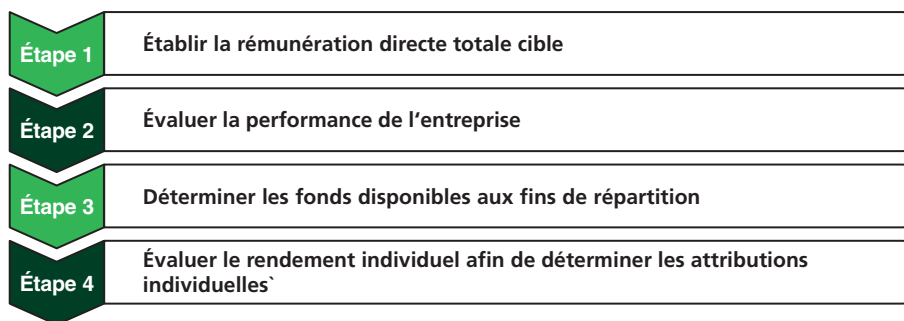 Étape 1
Établir la rémunération directe totale cible
Étape 2
Évaluer la performance de l'entreprise
Étape 3
Déterminer les fonds disponibles aux fins de répartition
Étape 4
Évaluer le rendement individuel afin de déterminer les attributions
individuelles`